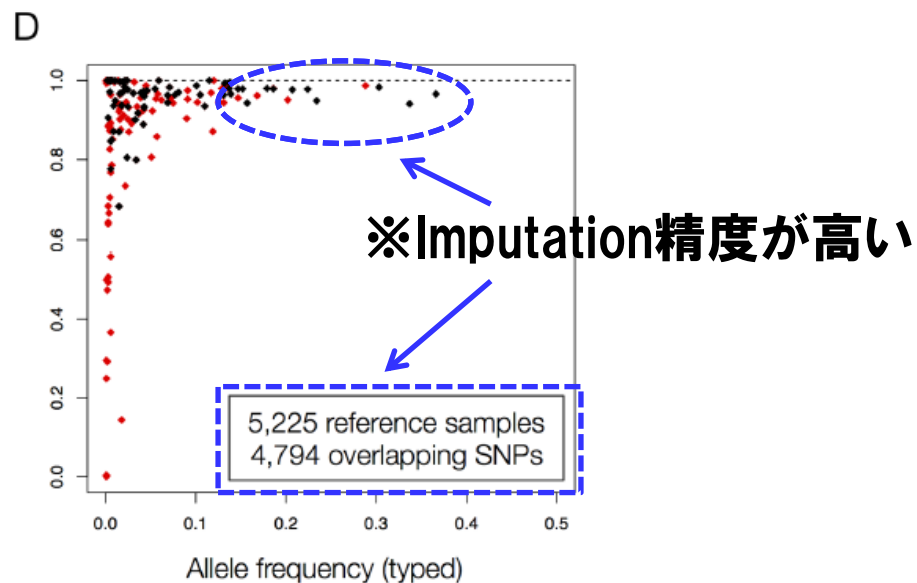 D
1.0
0.8
0.6
0.4
0.2
0.0
※Imputation精度が高い
5,225 reference samples
4,794 overlapping SNPs
0.0 0.1 0.2 0.3 0.4 0.5
Allele frequency (typed)